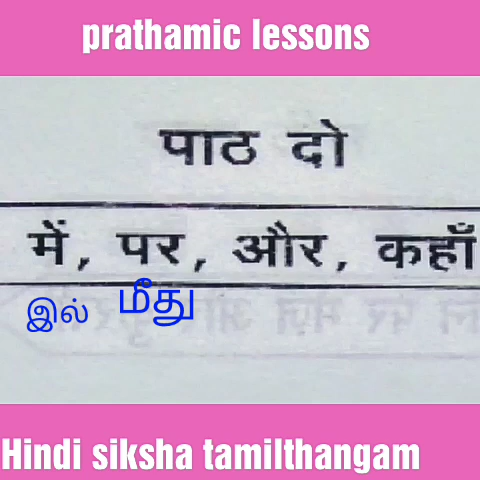 prathamic lessons
पाठ दो
में, पर, और, कहाँ
இல் மீது
Hindi siksha tamilthangam